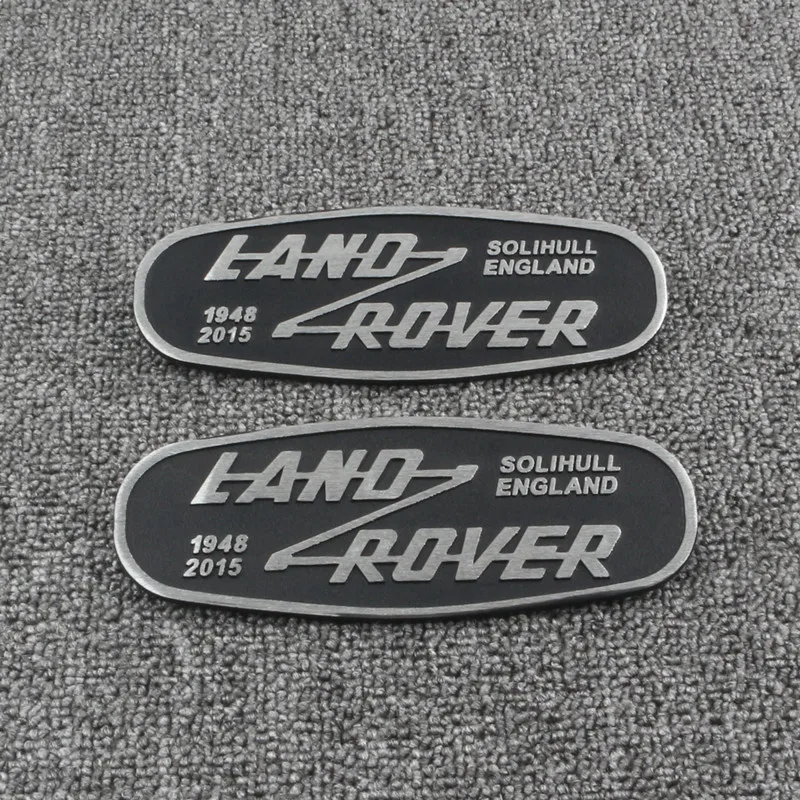 LAND
SOLIHULL
ENGLAND
1948
2015
ROVER
LAND
SOLIHULL
ENGLAND
1948
2015
ROVER